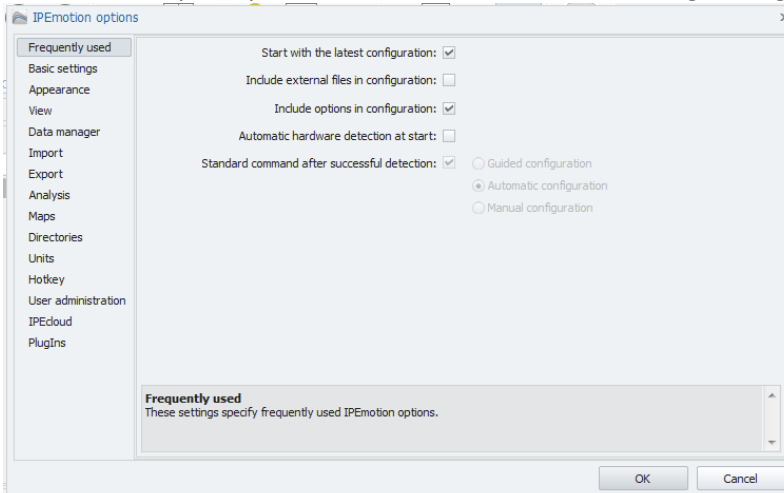 IPEmotion options
Frequently used
Basic settings
Appearance
View
Data manager
Import
Export
Analysis
Maps
Directories
Units
Hotkey
User administration
IPEcloud
PlugIns
Start with the latest configuration:
Include external files in configuration:
Include options in configuration:
Automatic hardware detection at start:
Standard command after successful detection:
Guided configuration
Automatic configuration
Manual configuration
Frequently used
These settings specify frequently used IPEmotion options.
OK
Cancel